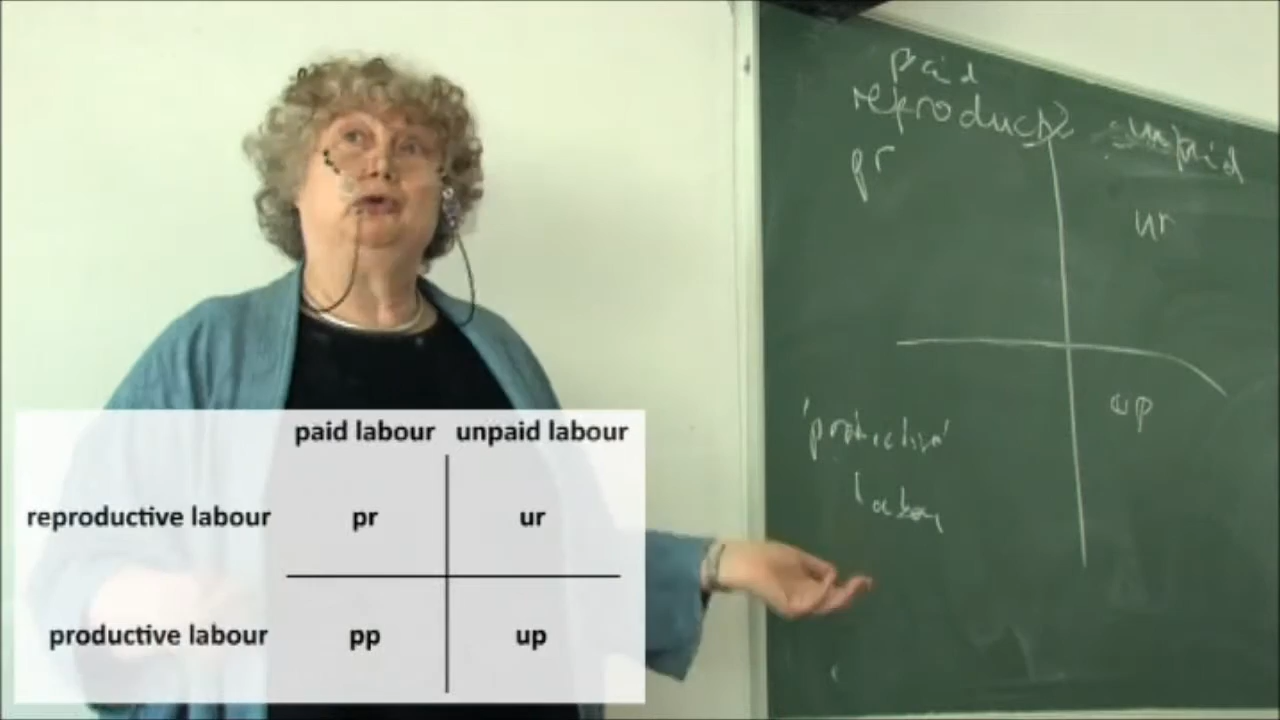 paid labour unpaid labour
reproductive labour pr ur
productive labour pp up
paid
reproductive unpaid
pr
ur
up
'productive'
labour